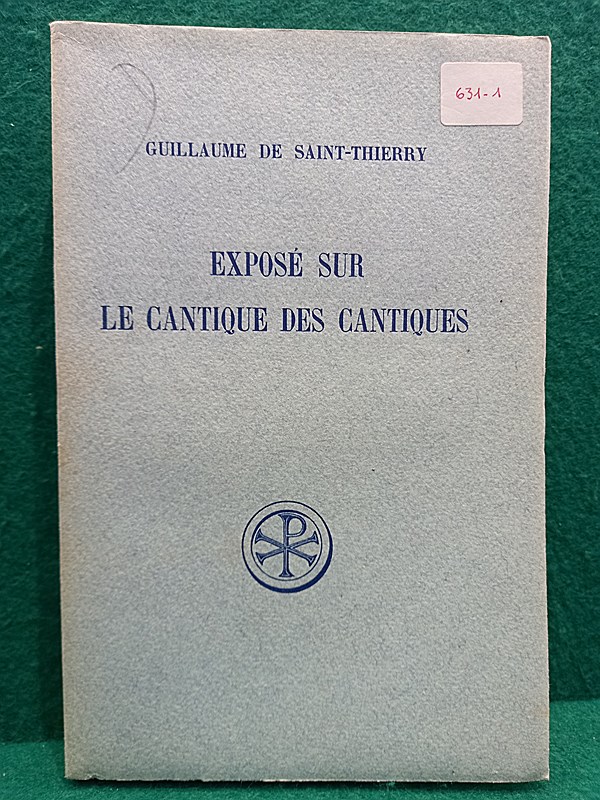 631-1
GUILLAUME DE SAINT-THIERRY
EXPOSÉ SUR
LE CANTIQUE DES CANTIQUES